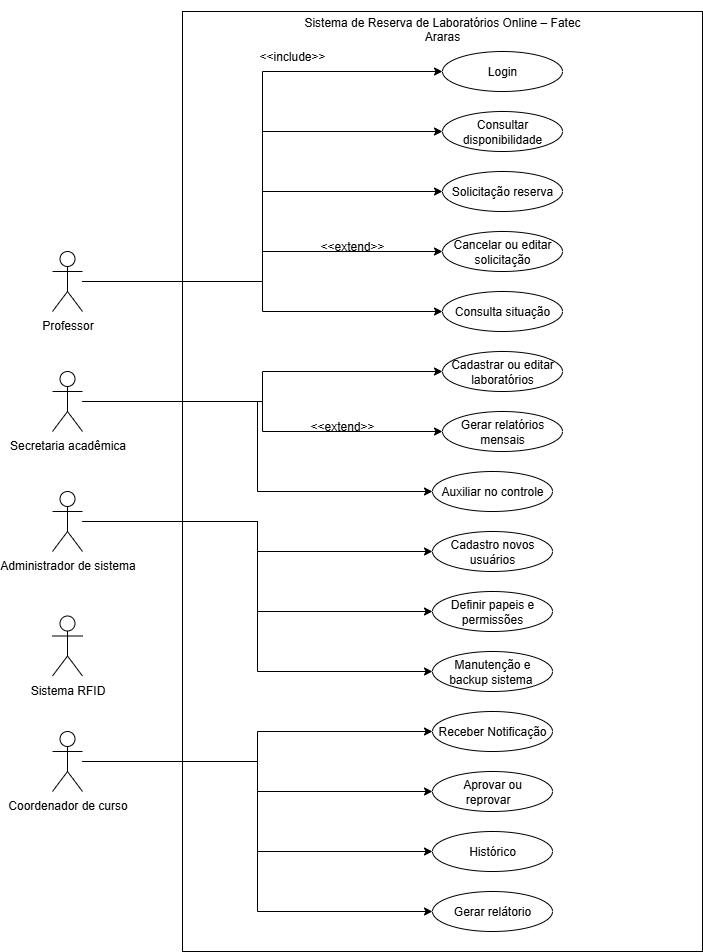 Sistema de Reserva de Laboratórios Online – Fatec
Araras
<<include>>
Login
Consultar
disponibilidade
Solicitação reserva
<<extend>>
Cancelar ou editar
solicitação
Professor
Consulta situação
Cadastrar ou editar
laboratórios
Secretaria acadêmica
<<extend>>
Gerar relatórios
mensais
Auxiliar no controle
Administrador de sistema
Cadastro novos
usuários
Definir papeis e
permissões
Sistema RFID
Manutenção e
backup sistema
Receber Notificação
Coordenador de curso
Aprovar ou
reprovar
Histórico
Gerar relátorio